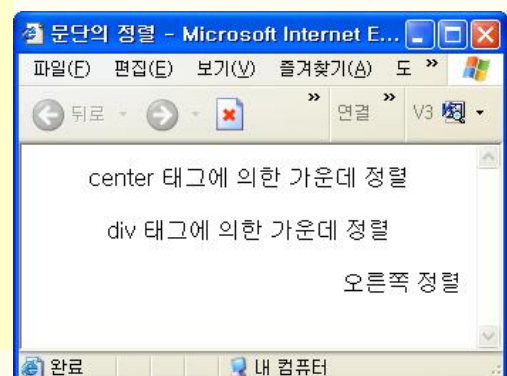 문단의 정렬 - Microsoft Internet E...
파일(F) 편집(E) 보기(V) 즐겨찾기(A) 도 »
뒤로 » 연결 » V3
center 태그에 의한 가운데 정렬
div 태그에 의한 가운데 정렬
오른쪽 정렬
완료 내 컴퓨터